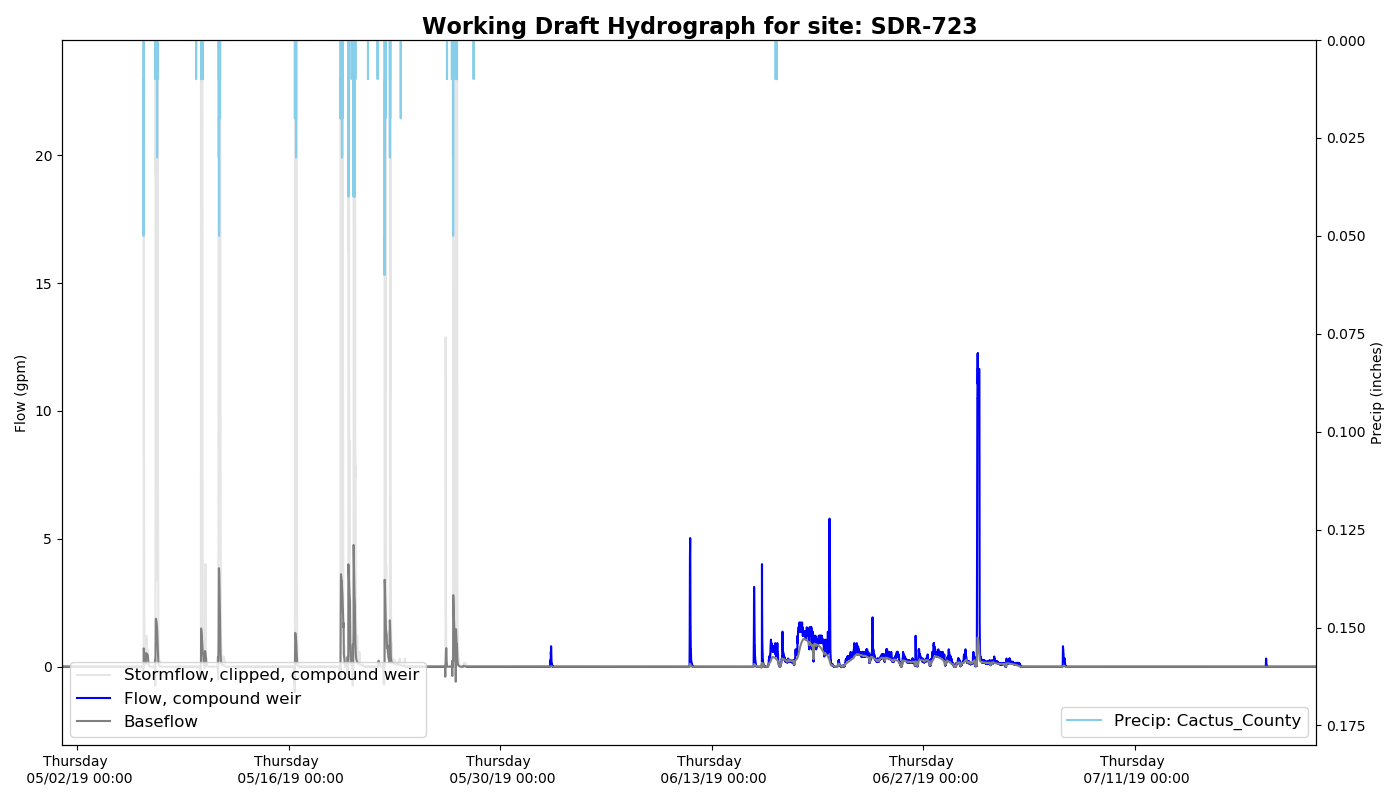 Working Draft Hydrograph for site: SDR-723
Flow (gpm)
20
15
10
5
0
0.000
0.025
0.050
0.075
0.100
0.125
0.150
0.175
Precip (inches)
Stormflow, clipped, compound weir
Flow, compound weir
Baseflow
Precip: Cactus_County
Thursday
05/02/19 00:00
Thursday
05/16/19 00:00
Thursday
05/30/19 00:00
Thursday
06/13/19 00:00
Thursday
06/27/19 00:00
Thursday
07/11/19 00:00